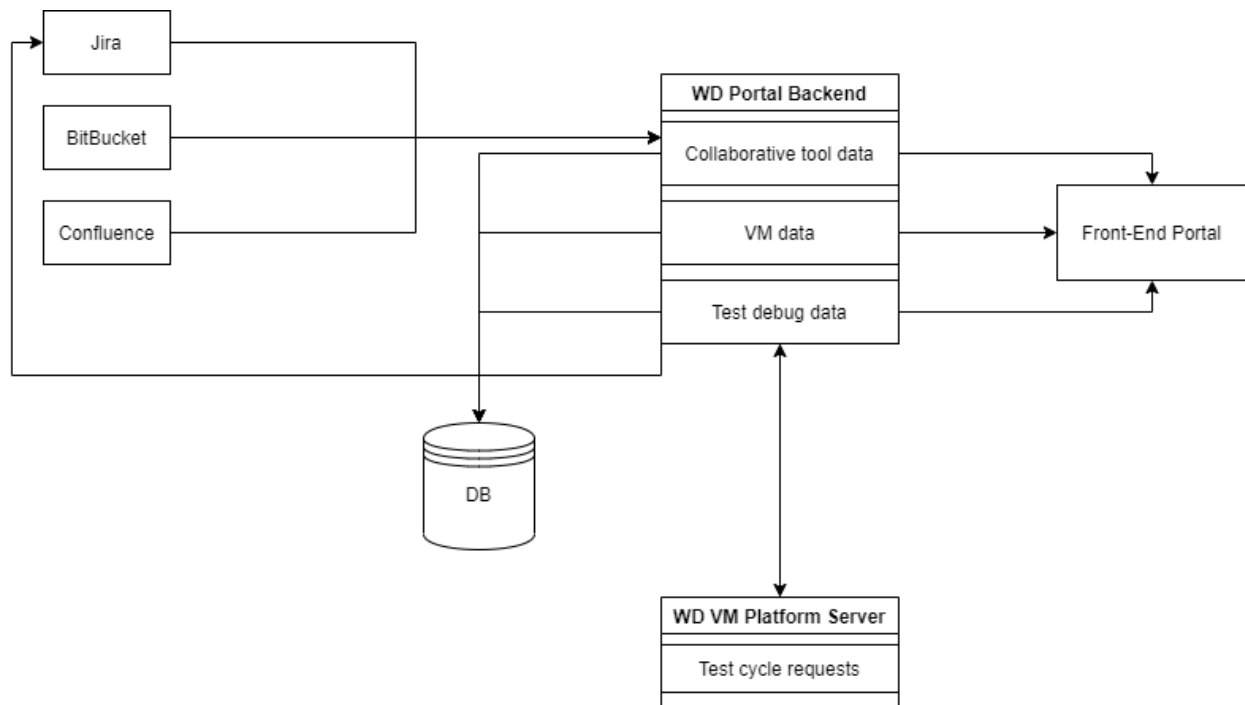 Jira
BitBucket
Confluence
WD Portal Backend
Collaborative tool data
VM data
Test debug data
Front-End Portal
DB
WD VM Platform Server
Test cycle requests